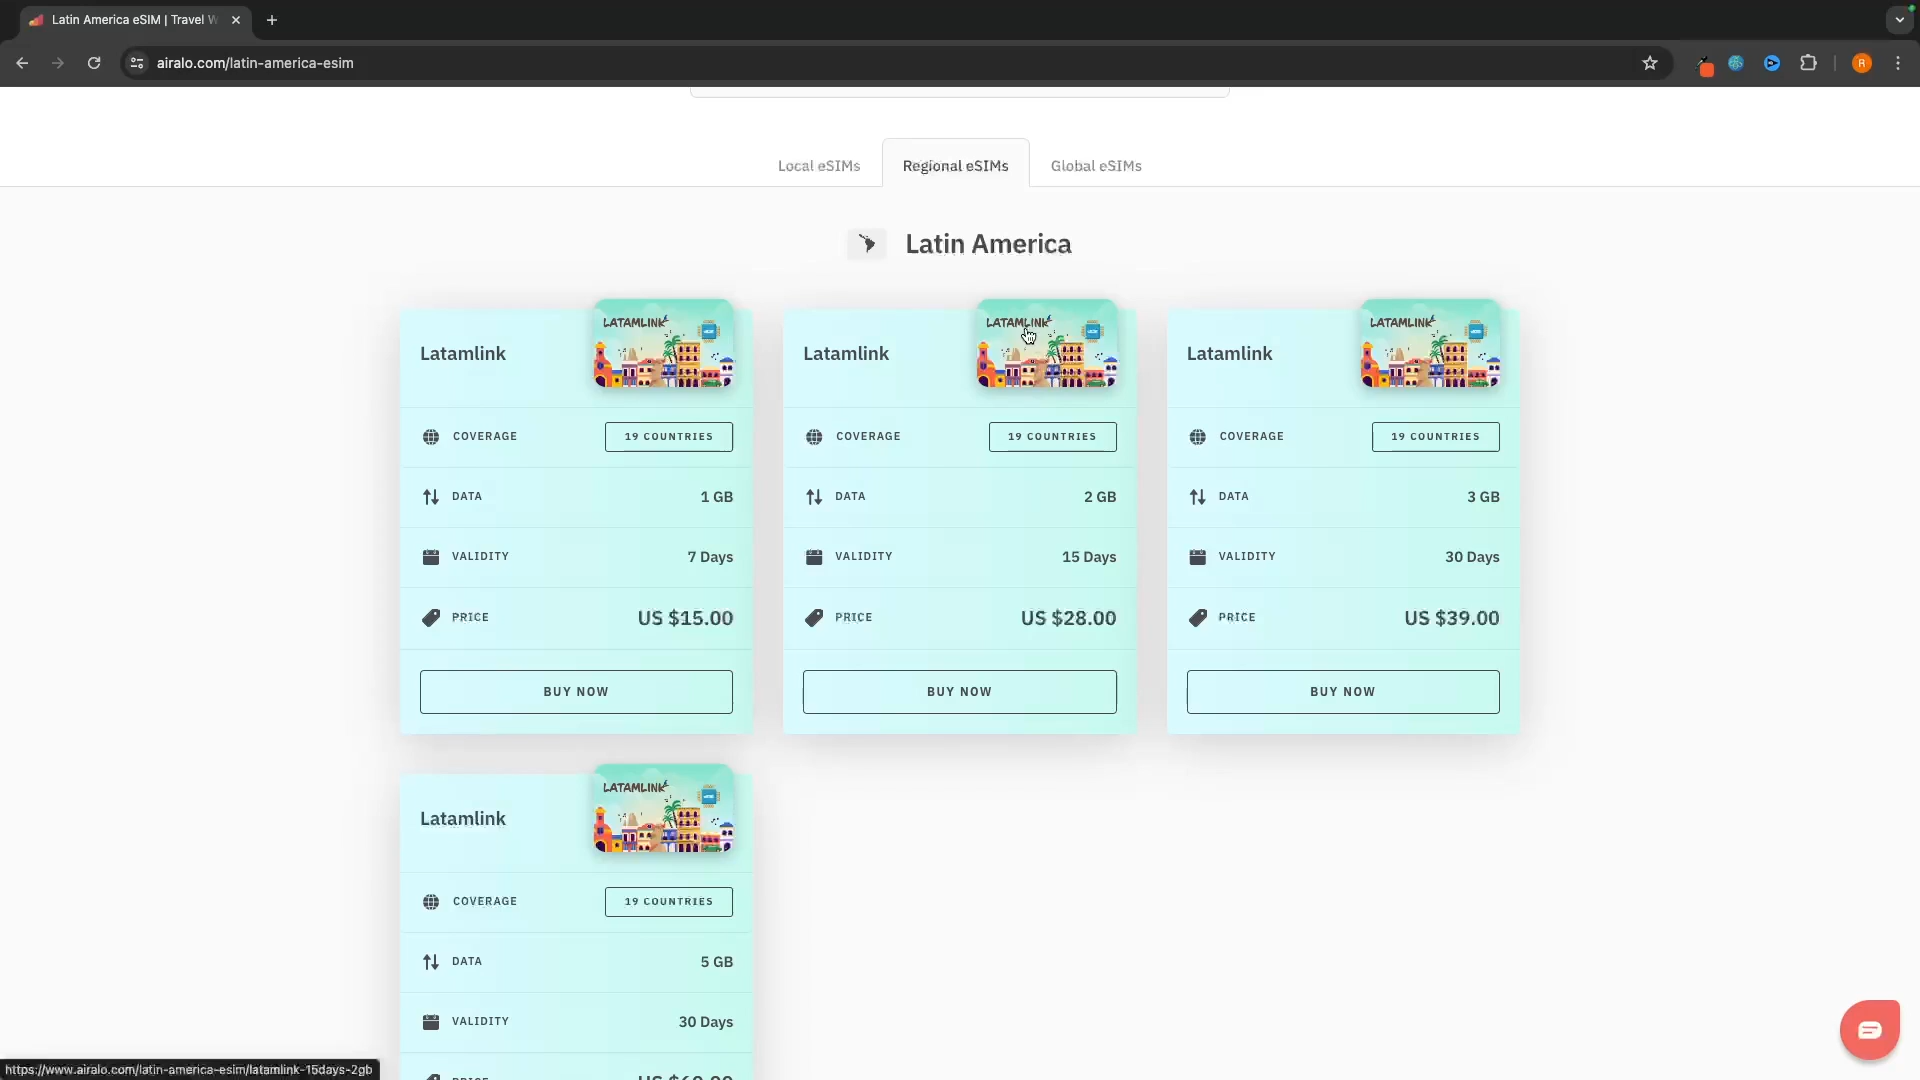 Latin America eSIM | Travel W
airalo.com/latin-america-esim
R
Local eSIMs
Regional eSIMs
Global eSIMs
Latin America
Latamlink
LATAMLINK
COVERAGE
19 COUNTRIES
DATA
1 GB
VALIDITY
7 Days
PRICE
US $15.00
BUY NOW
Latamlink
LATAMLINK
COVERAGE
19 COUNTRIES
DATA
2 GB
VALIDITY
15 Days
PRICE
US $28.00
BUY NOW
Latamlink
LATAMLINK
COVERAGE
19 COUNTRIES
DATA
3 GB
VALIDITY
30 Days
PRICE
US $39.00
BUY NOW
Latamlink
LATAMLINK
COVERAGE
19 COUNTRIES
DATA
5 GB
VALIDITY
30 Days
PRICE
https://www.airalo.com/latin-america-esim/latamlink-15days-2gb